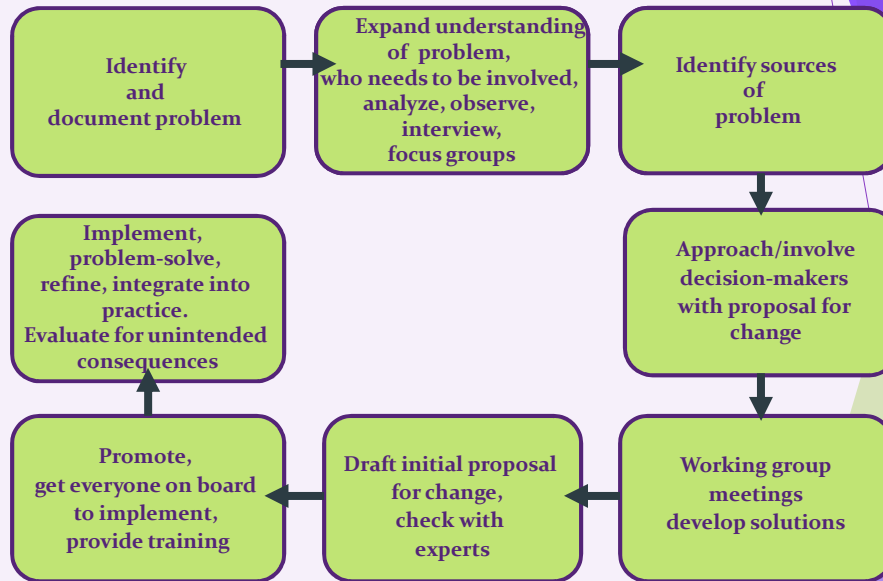 Identify
and
document problem
Expand understanding
of problem,
who needs to be involved,
analyze, observe,
interview,
focus groups
Identify sources
of
problem
Approach/involve
decision-makers
with proposal for
change
Working group
meetings
develop solutions
Draft initial proposal
for change,
check with
experts
Promote,
get everyone on board
to implement,
provide training
Implement,
problem-solve,
refine, integrate into
practice.
Evaluate for unintended
consequences